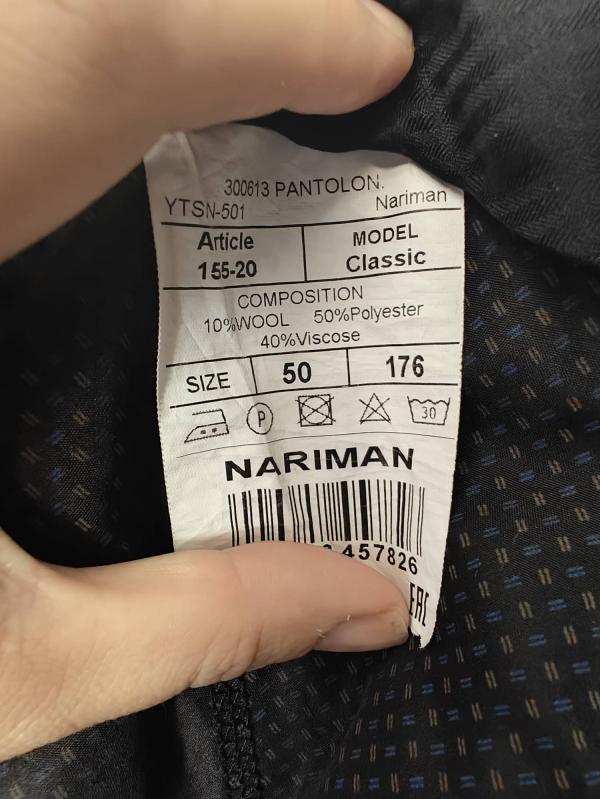 300613 PANTOLON.
YTSN-501 Nariman
Article MODEL
155-20 Classic
COMPOSITION
10%WOOL 50%Polyester
40%Viscose
SIZE 50 176
P 30
NARIMAN
457826
EAC